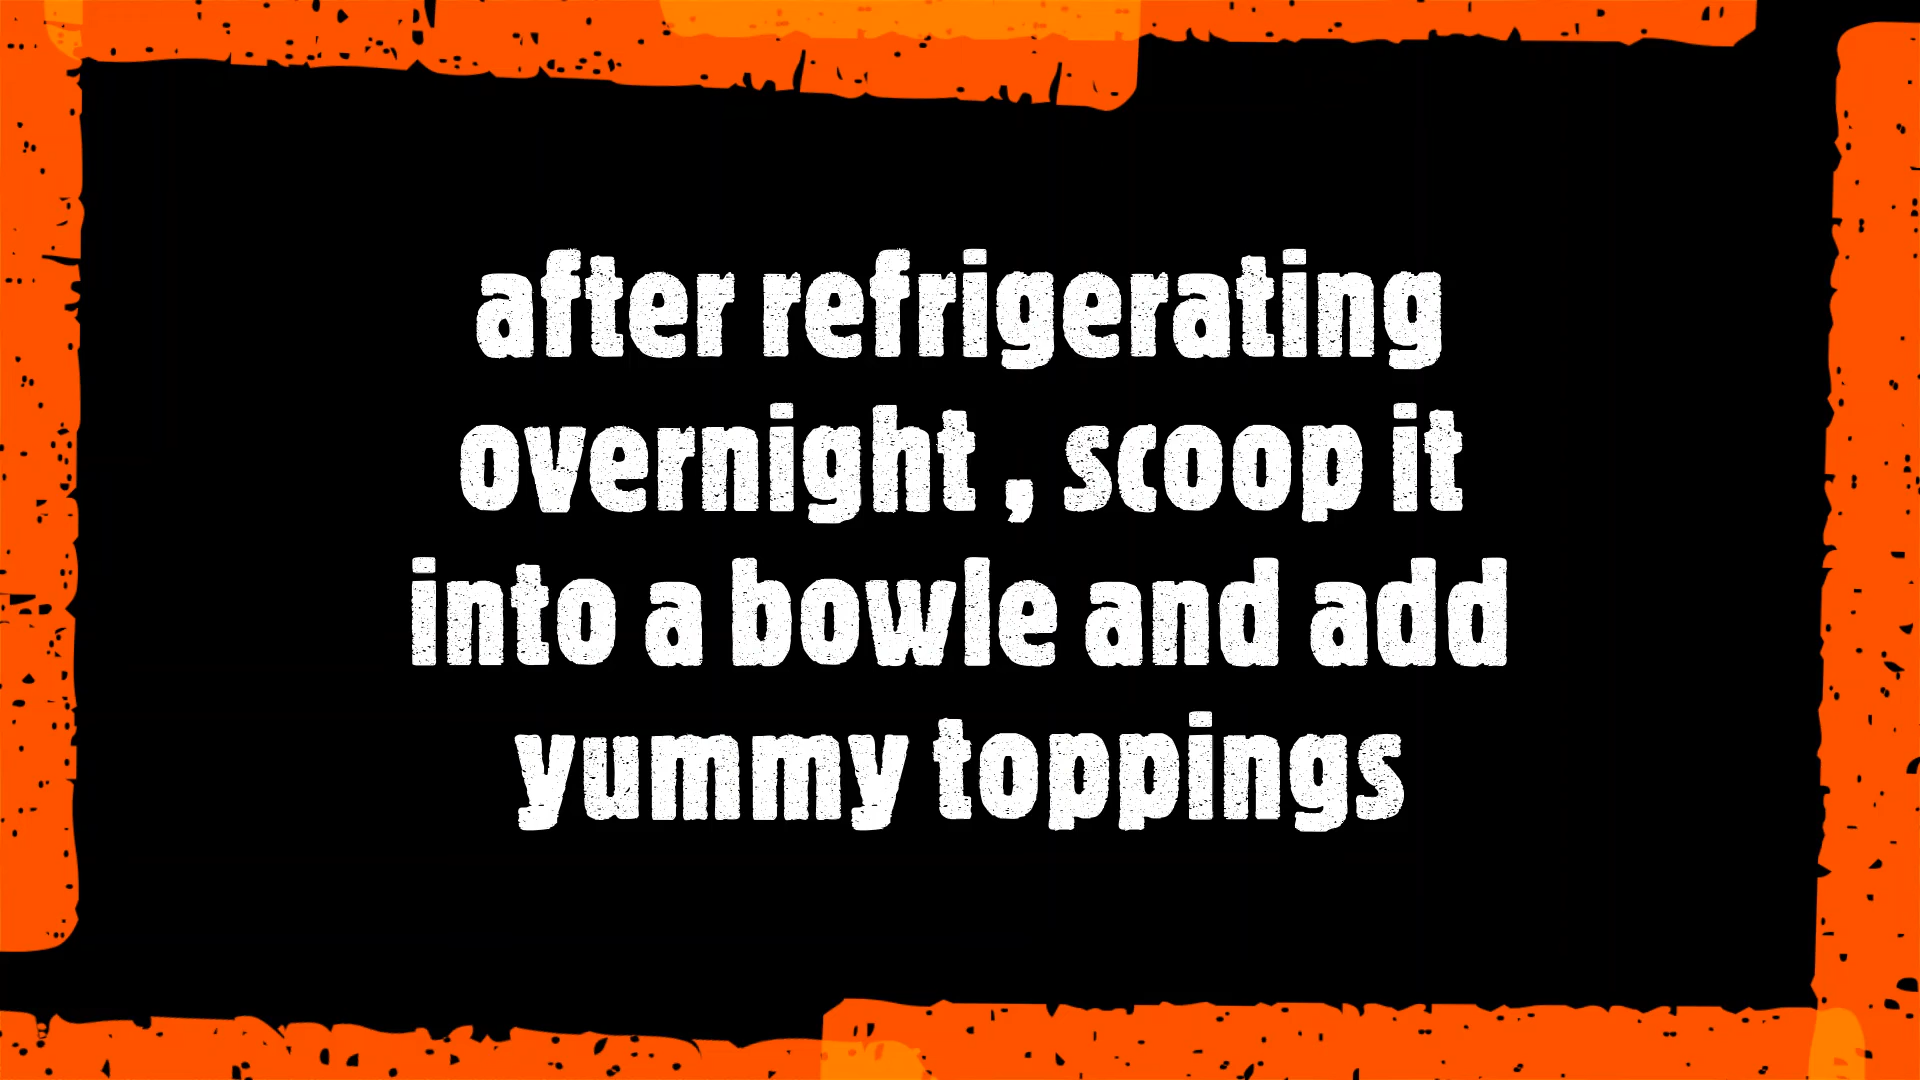 after refrigerating
overnight , scoop it
into a bowle and add
yummy toppings